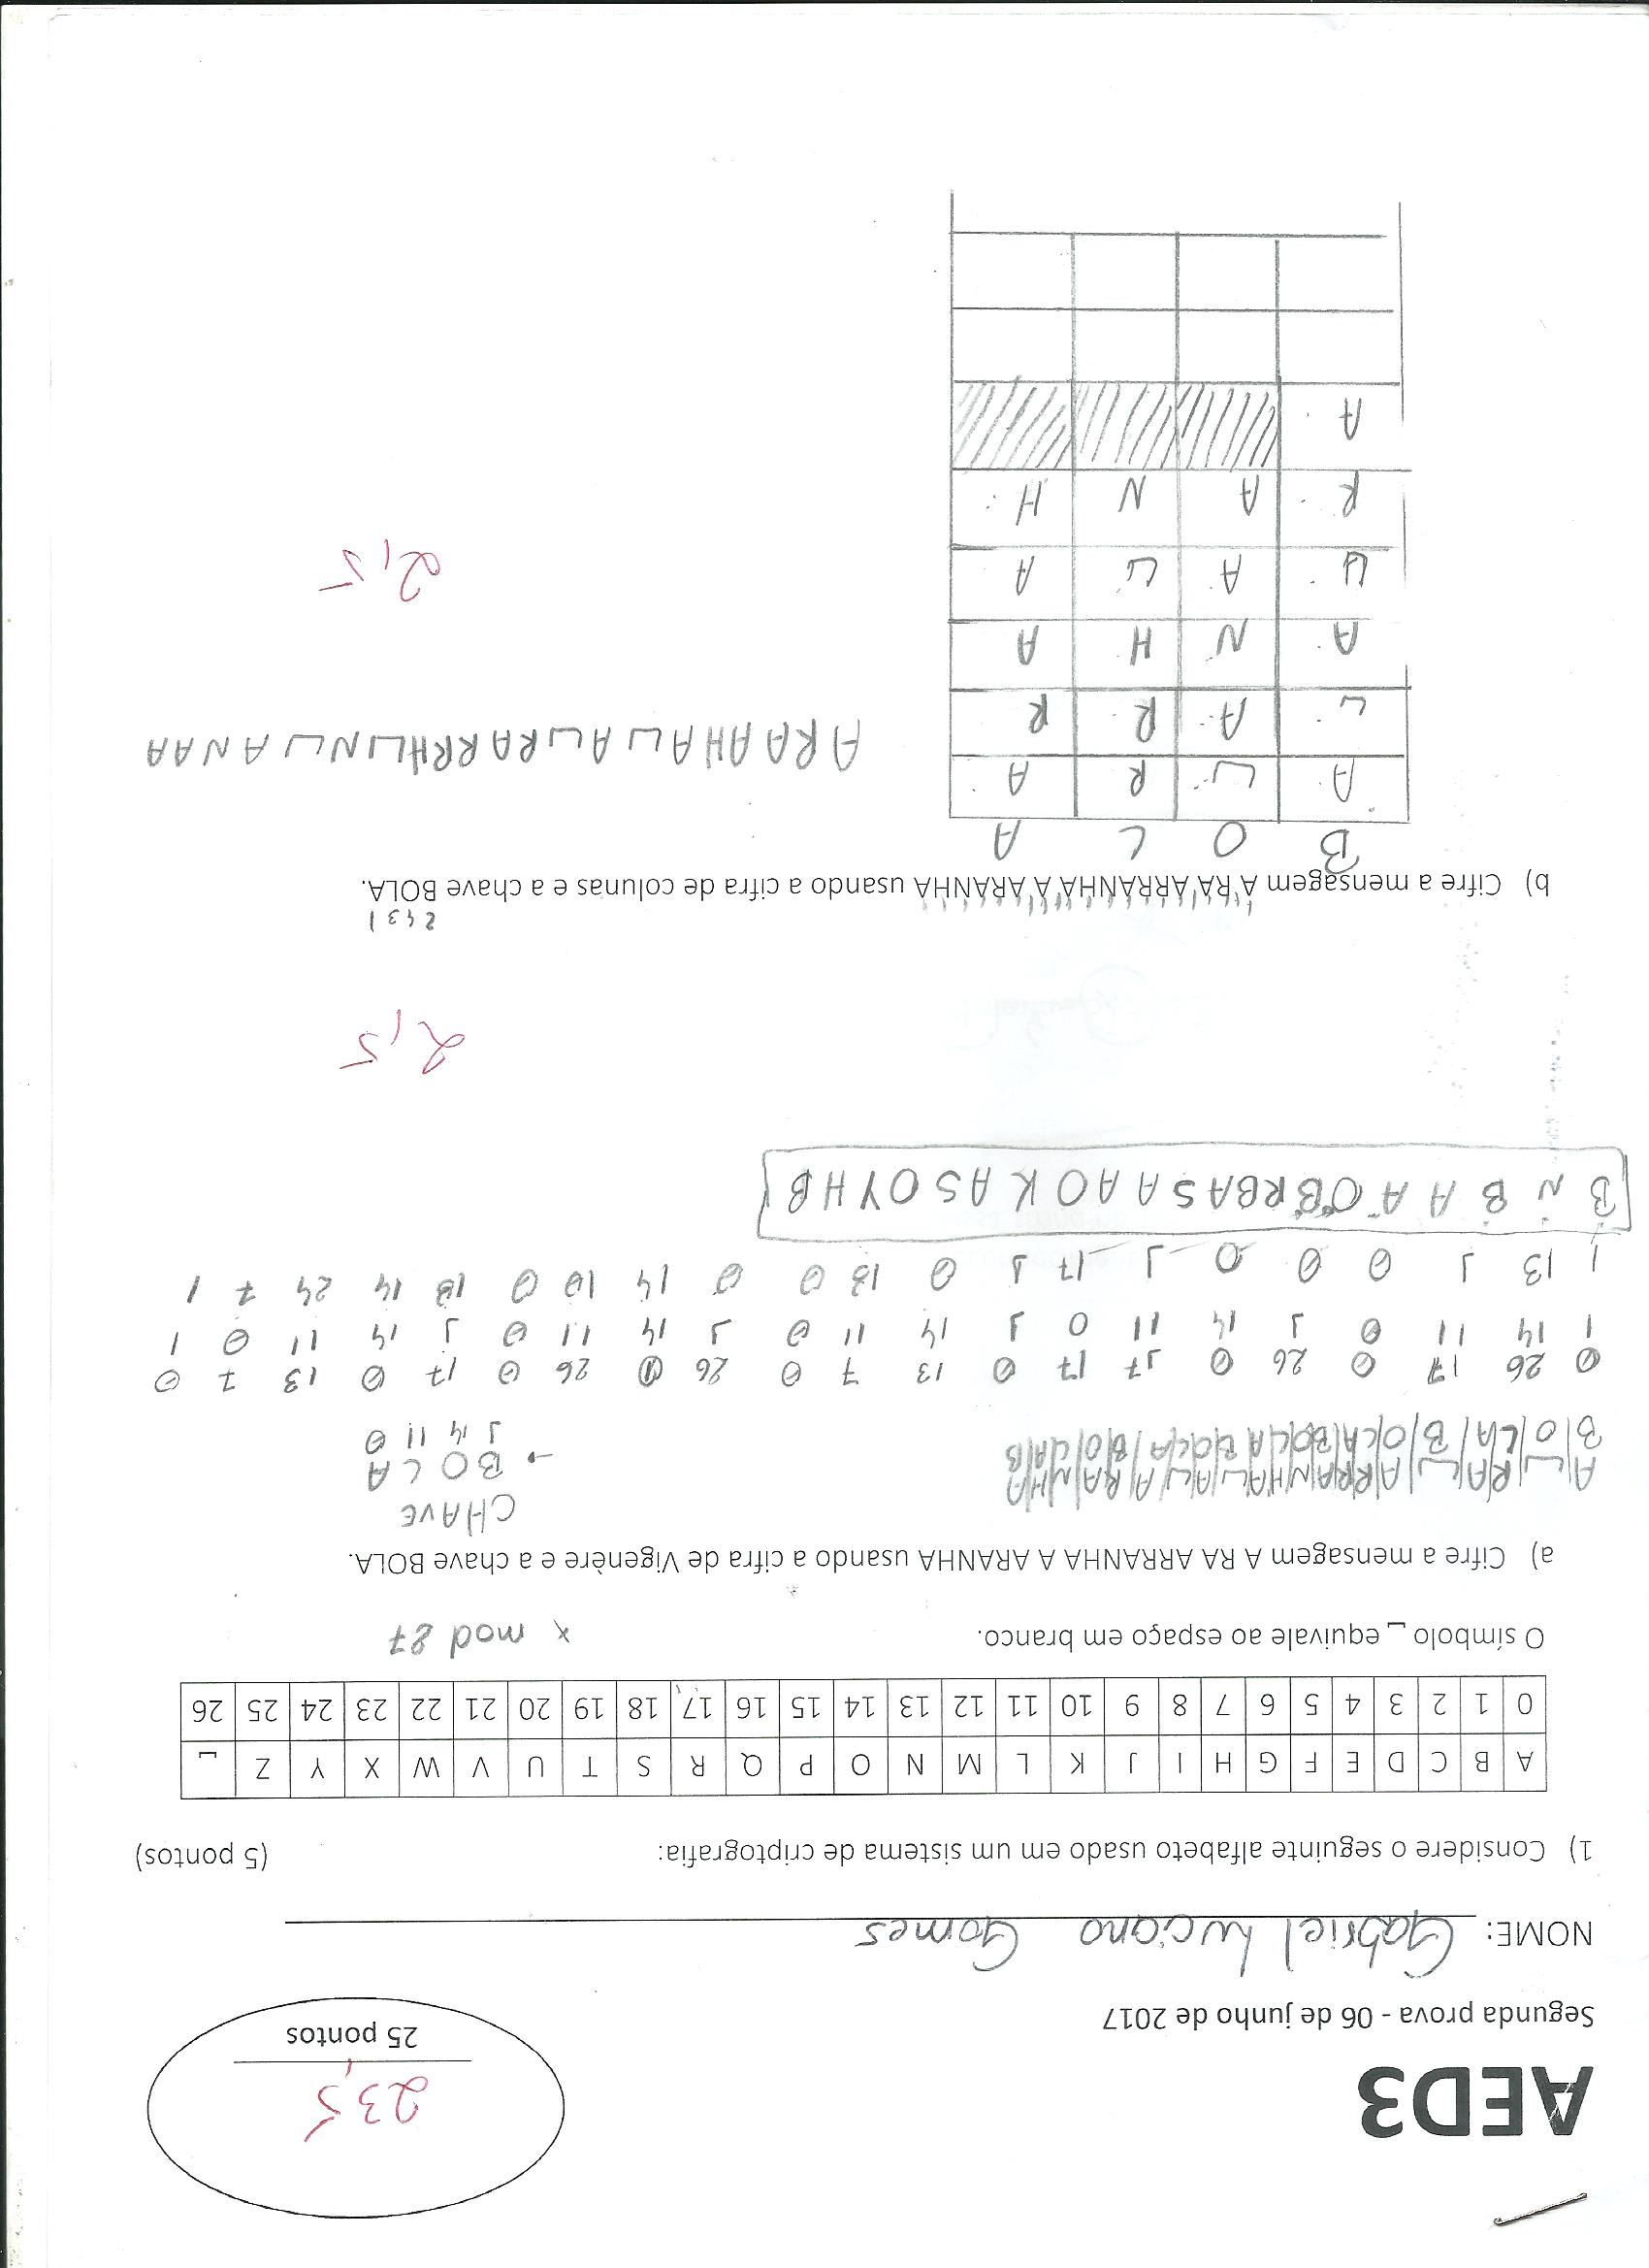 AED3
23,5
25 pontos
Segunda prova - 06 de junho de 2017
NOME: Gabriel Luciano Gomes
1) Considere o seguinte alfabeto usado em um sistema de criptografia: (5 pontos)
A B C D E F G H I J K L M N O P Q R S T U V W X Y Z ⎵
0 1 2 3 4 5 6 7 8 9 10 11 12 13 14 15 16 17 18 19 20 21 22 23 24 25 26
O símbolo ⎵ equivale ao espaço em branco.
x mod 27
a) Cifre a mensagem A RA ARRANHA A ARANHA usando a cifra de Vigenère e a chave BOLA.
CHAVE
A|⎵|R|A|⎵|A|R|R|A|N|H|A|⎵|A|⎵|A|R|A|N|H|A
B|O|L|A|B|O|L|A|B|O|L|A|B|O|L|A|B|O|L|A|B
→ B O L A
1 14 11 0
0 26 17 0 26 0 17 17 0 13 7 0 26 0 26 0 17 0 13 7 0
1 14 11 0 1 14 11 0 1 14 11 0 1 14 11 0 1 14 11 0 1
1 13 1 0 0 0 1 17 1 0 18 0 0 14 10 0 18 14 24 7 1
B N B A A O B R B A S A A O K A S O Y H B
2,5
2 4 3 1
b) Cifre a mensagem A RA ARRANHA A ARANHA usando a cifra de colunas e a chave BOLA.
B O L A
A ⎵ R A
⎵ A R R
A N H A
⎵ A ⎵ A
R A N H
A
ARAAHA⎵A⎵RARRH⎵N⎵ANAA
2,5